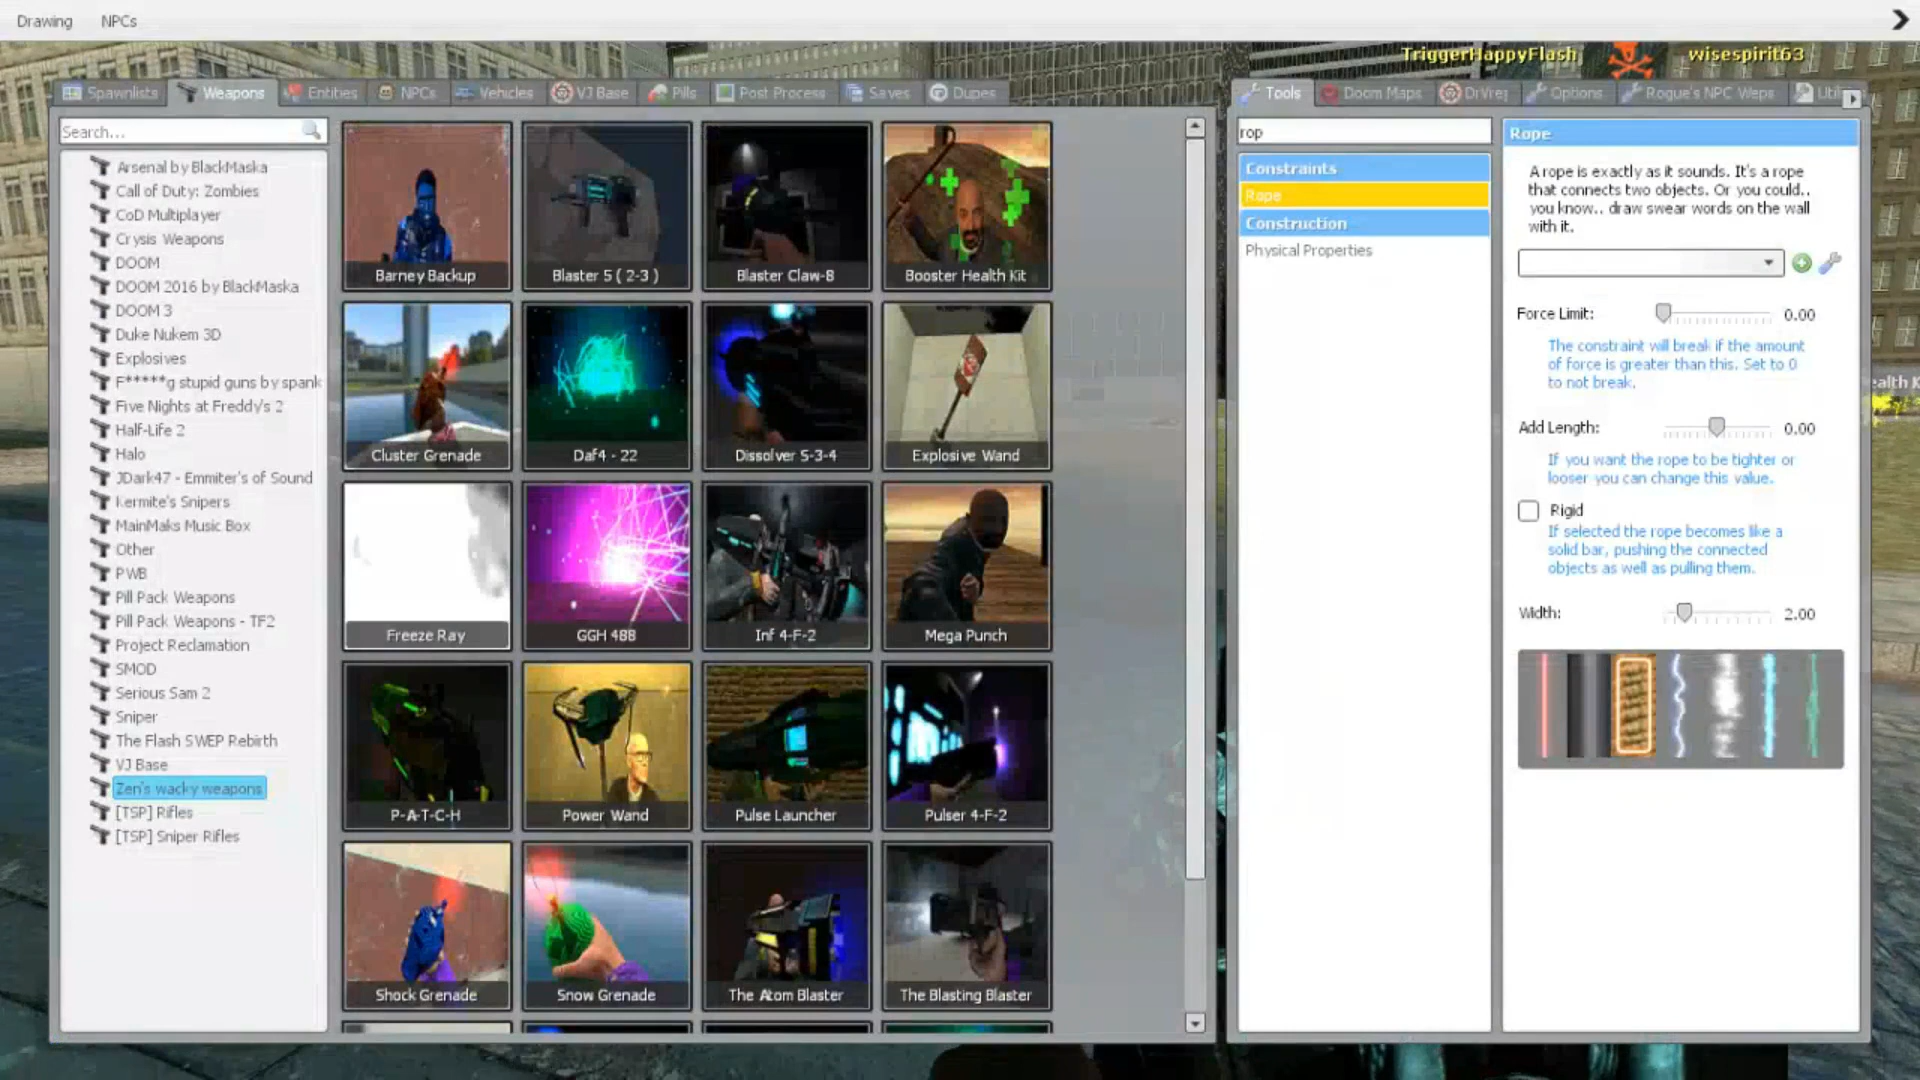 Drawing NPCs
TriggerHappyFlash wisespirit63
Spawnlists Weapons Entities NPCs Vehicles VJ Base Pills Post Process Saves Dupes
Tools Doom Maps DrVrej Options Rogue's NPC Weps
Search...
Arsenal by BlackMaska
Call of Duty: Zombies
CoD Multiplayer
Crysis Weapons
DOOM
DOOM 2016 by BlackMaska
DOOM 3
Duke Nukem 3D
Explosives
F*****g stupid guns by spank
Five Nights at Freddy's 2
Half-Life 2
Halo
JDark47 - Emmiter's of Sound
Kermite's Snipers
MainMaks Music Box
Other
PWB
Pill Pack Weapons
Pill Pack Weapons - TF2
Project Reclamation
SMOD
Serious Sam 2
Sniper
The Flash SWEP Rebirth
VJ Base
Zen's wacky weapons
[TSP] Rifles
[TSP] Sniper Rifles
Barney Backup
Blaster 5 ( 2-3 )
Blaster Claw-B
Booster Health Kit
Cluster Grenade
Daf4 - 22
Dissolver S-3-4
Explosive Wand
Freeze Ray
GGH 488
Inf 4-F-2
Mega Punch
P-A-T-C-H
Power Wand
Pulse Launcher
Pulser 4-F-2
Shock Grenade
Snow Grenade
The Atom Blaster
The Blasting Blaster
rop
Constraints
Rope
Construction
Physical Properties
Rope
A rope is exactly as it sounds. It's a rope
that connects two objects. Or you could..
you know.. draw swear words on the wall
with it.
Force Limit: 0.00
The constraint will break if the amount
of force is greater than this. Set to 0
to not break.
Add Length: 0.00
If you want the rope to be tighter or
looser you can change this value.
Rigid
If selected the rope becomes like a
solid bar, pushing the connected
objects as well as pulling them.
Width: 2.00